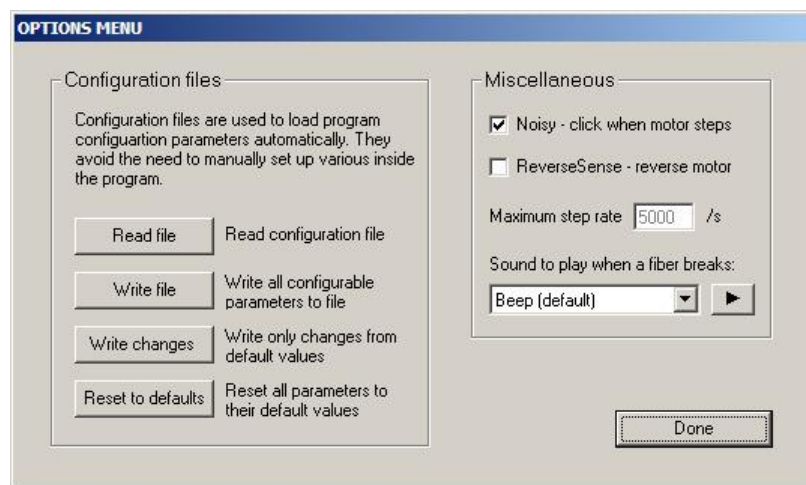 OPTIONS MENU
Configuration files
Configuration files are used to load program
configuartion parameters automatically. They
avoid the need to manually set up various inside
the program.
Read file
Read configuration file
Write file
Write all configurable
parameters to file
Write changes
Write only changes from
default values
Reset to defaults
Reset all parameters to
their default values
Miscellaneous
Noisy - click when motor steps
ReverseSense - reverse motor
Maximum step rate 5000 /s
Sound to play when a fiber breaks:
Beep (default)
Done